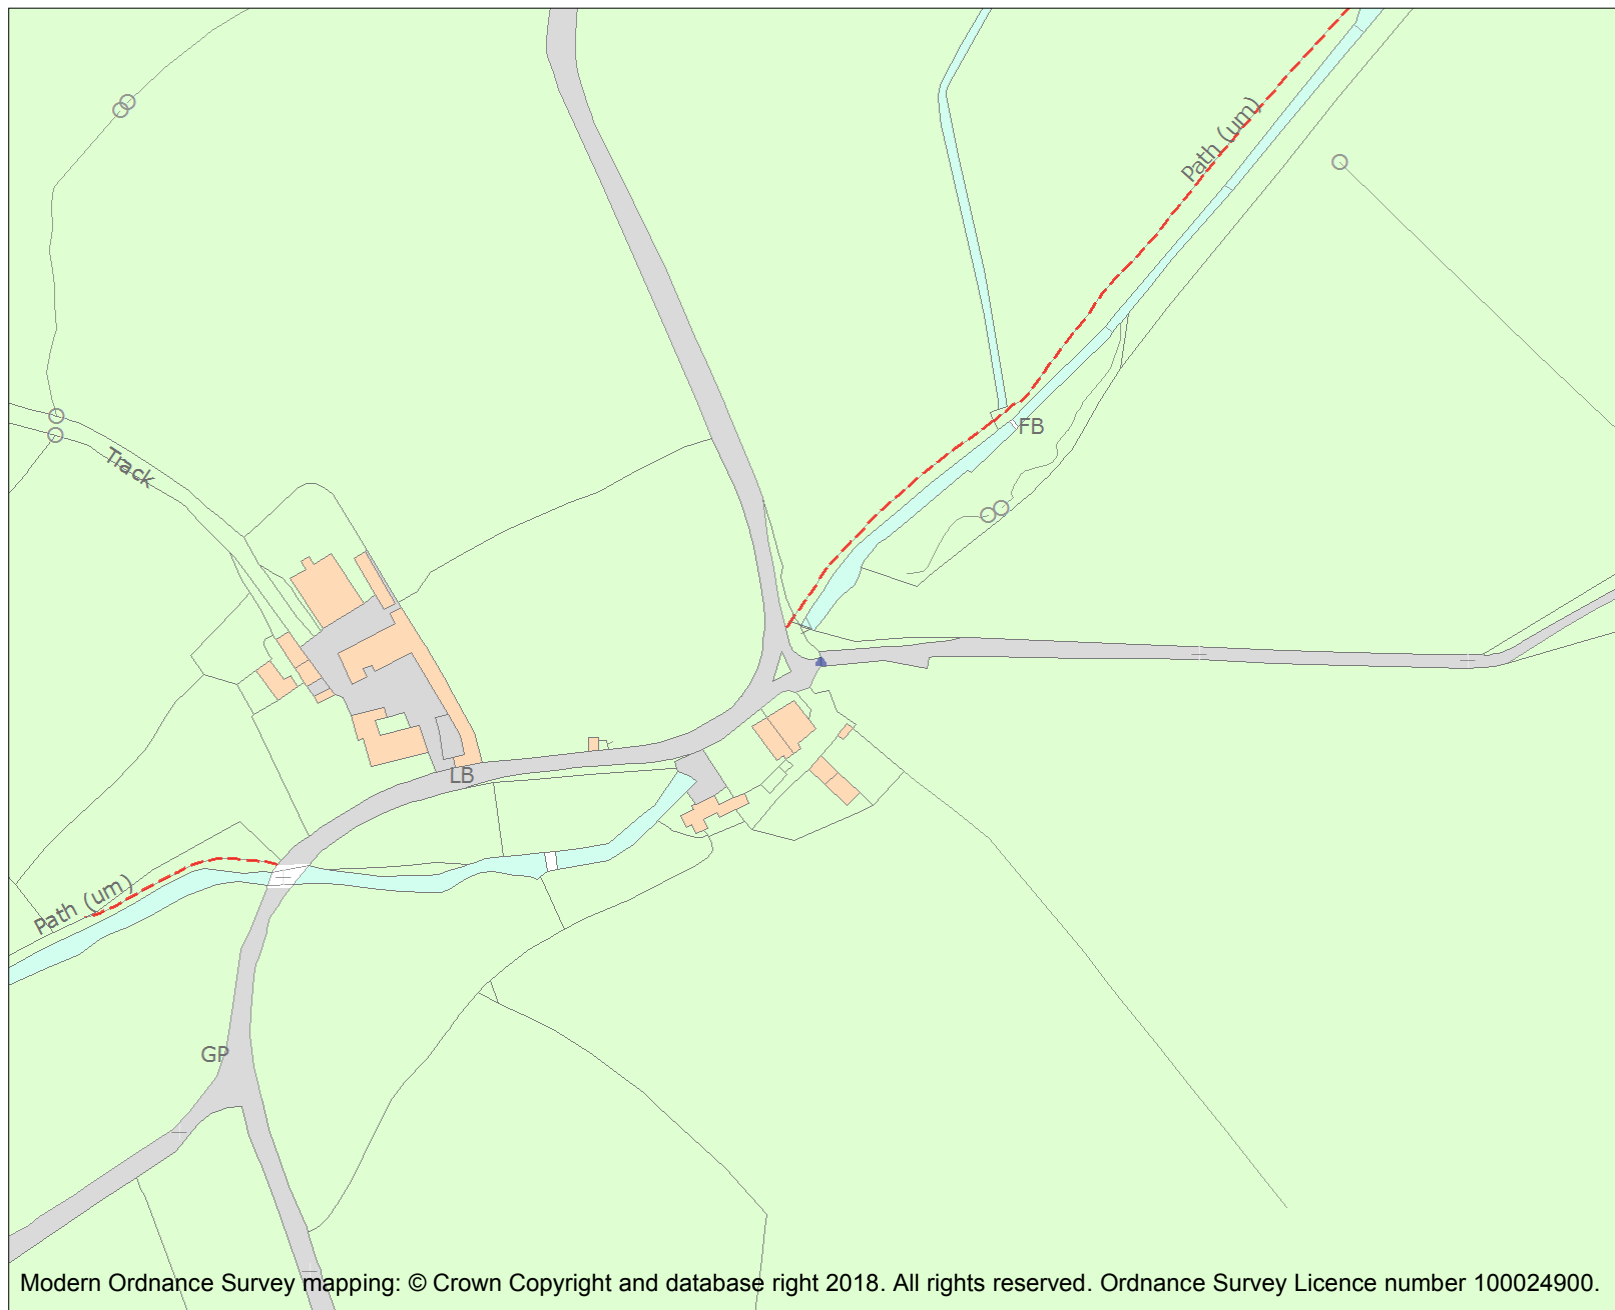 Path (um)
FB
Track
LB
Path (um)
GP
Modern Ordnance Survey mapping: © Crown Copyright and database right 2018. All rights reserved. Ordnance Survey Licence number 100024900.